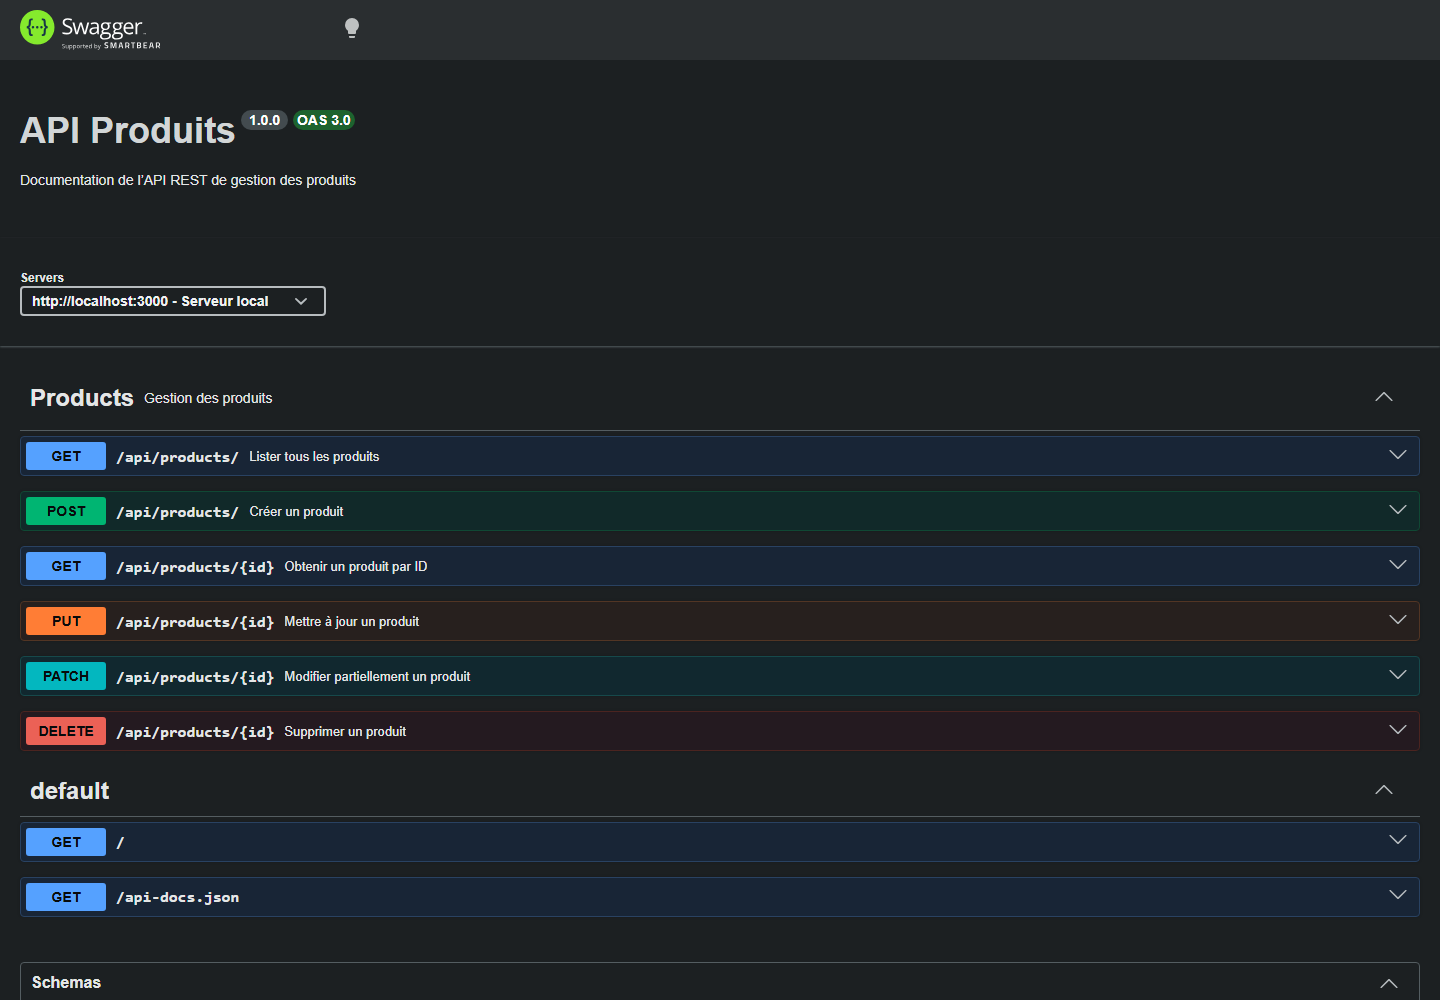 {···} Swagger
Supported by SMARTBEAR
API Produits 1.0.0 OAS 3.0
Documentation de l'API REST de gestion des produits
Servers
http://localhost:3000 - Serveur local
Products Gestion des produits
GET /api/products/ Lister tous les produits
POST /api/products/ Créer un produit
GET /api/products/{id} Obtenir un produit par ID
PUT /api/products/{id} Mettre à jour un produit
PATCH /api/products/{id} Modifier partiellement un produit
DELETE /api/products/{id} Supprimer un produit
default
GET /
GET /api-docs.json
Schemas